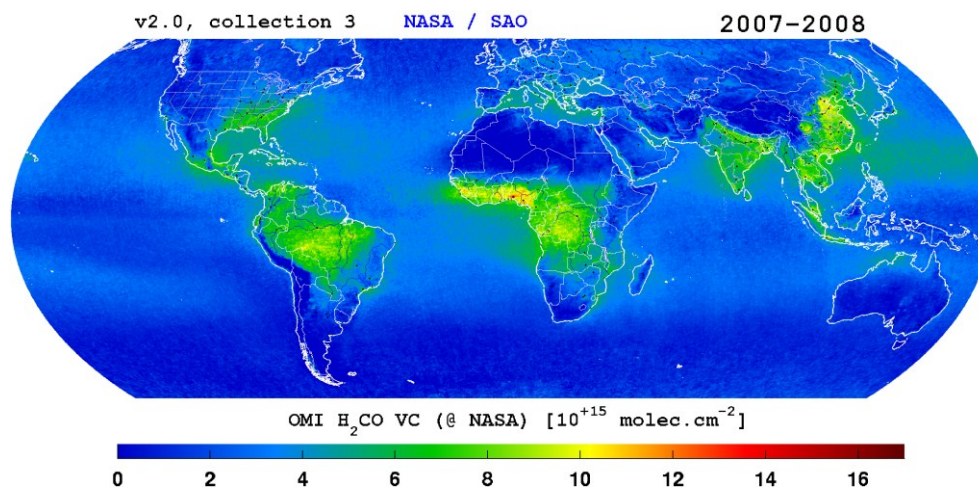 v2.0, collection 3 NASA / SAO 2007-2008
OMI H₂CO VC (@ NASA) [10⁺¹⁵ molec.cm⁻²]
0 2 4 6 8 10 12 14 16